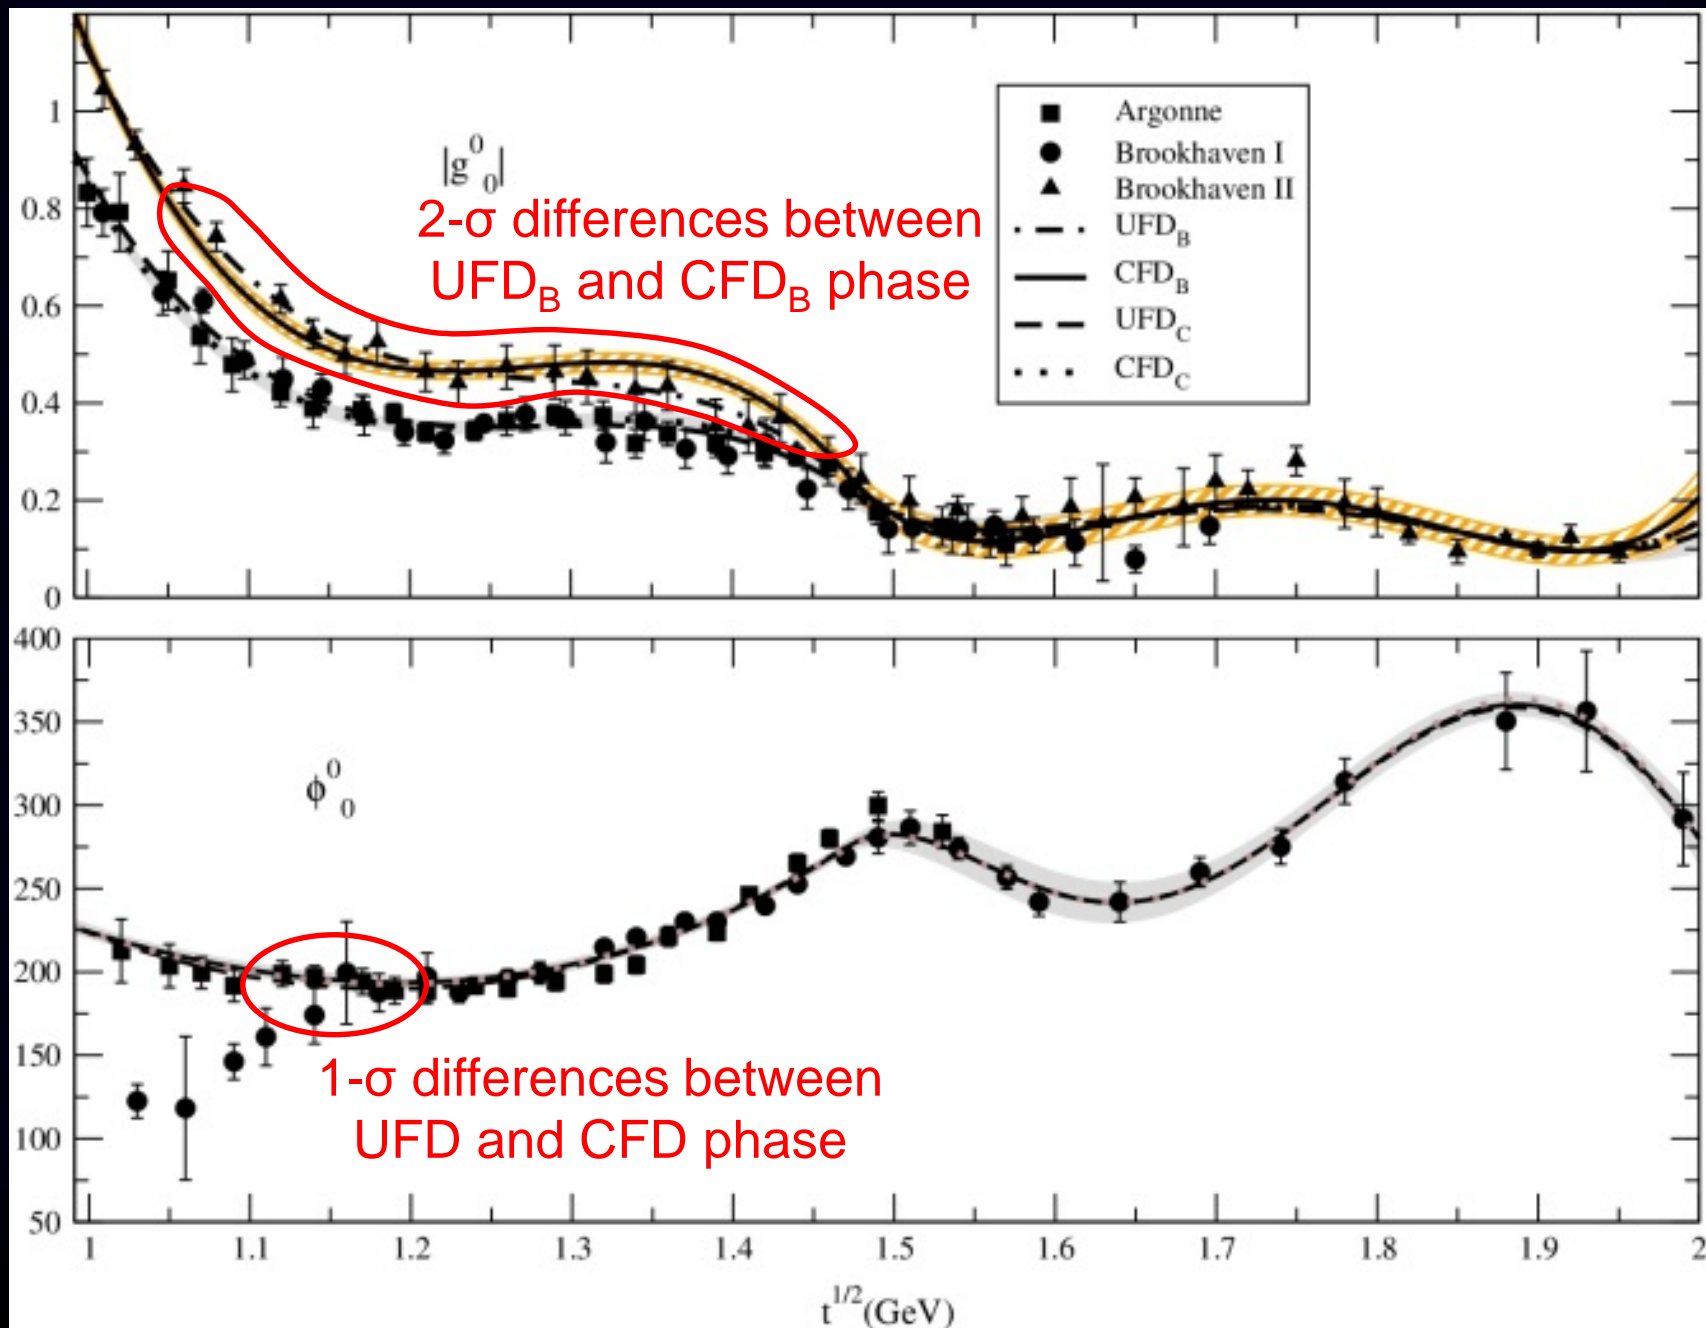 1
0.8
0.6
0.4
0.2
0
|g⁰₀|
2-σ differences between
UFD_B and CFD_B phase
Argonne
Brookhaven I
Brookhaven II
UFD_B
CFD_B
UFD_C
CFD_C
400
350
300
250
200
150
100
50
ϕ⁰₀
1-σ differences between
UFD and CFD phase
1 1.1 1.2 1.3 1.4 1.5 1.6 1.7 1.8 1.9 2
t^{1/2}(GeV)